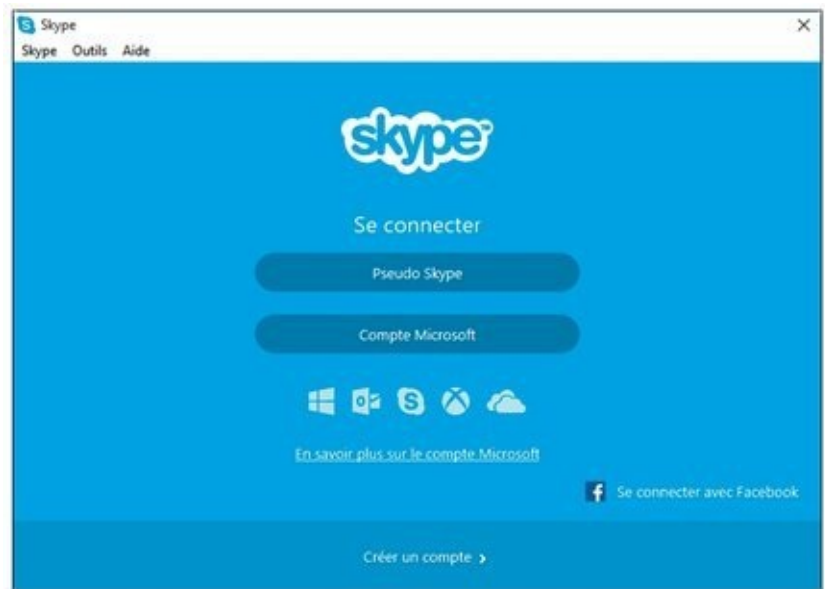 Skype
Skype Outils Aide
skype™
Se connecter
Pseudo Skype
Compte Microsoft
En savoir plus sur le compte Microsoft
Se connecter avec Facebook
Créer un compte